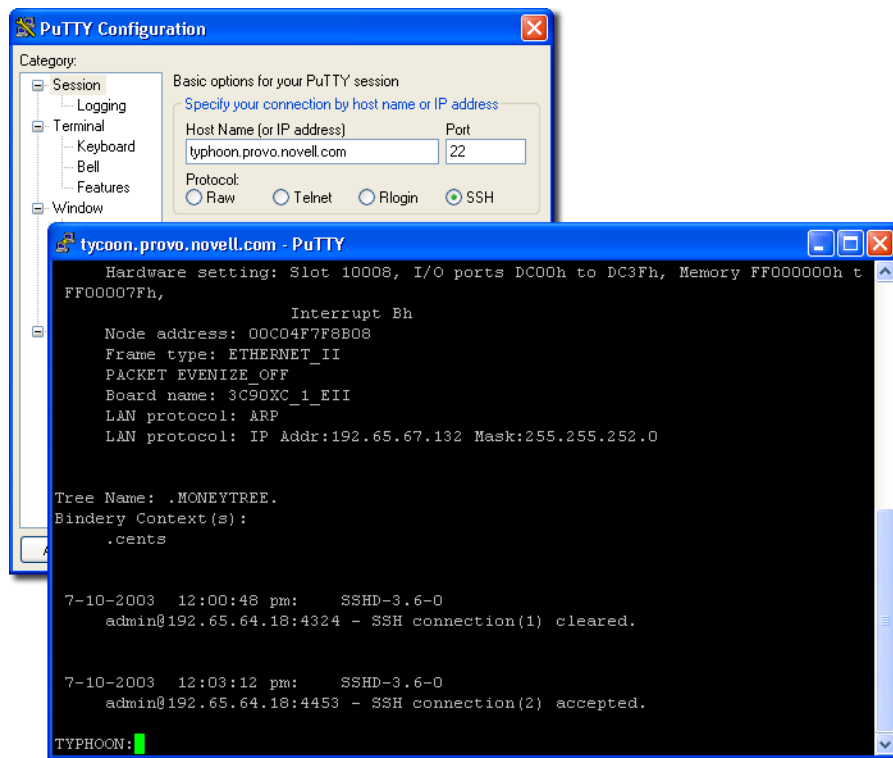 PuTTY Configuration
Category:
Session
Logging
Terminal
Keyboard
Bell
Features
Window
Basic options for your PuTTY session
Specify your connection by host name or IP address
Host Name (or IP address) Port
typhoon.provo.novell.com 22
Protocol:
Raw Telnet Rlogin SSH
tycoon.provo.novell.com - PuTTY
Hardware setting: Slot 10008, I/O ports DC00h to DC3Fh, Memory FF000000h t
FF00007Fh,
Interrupt Bh
Node address: 00C04F7F8B08
Frame type: ETHERNET_II
PACKET EVENIZE_OFF
Board name: 3C90XC_1_EII
LAN protocol: ARP
LAN protocol: IP Addr:192.65.67.132 Mask:255.255.252.0
Tree Name: .MONEYTREE.
Bindery Context(s):
.cents
7-10-2003 12:00:48 pm: SSHD-3.6-0
admin@192.65.64.18:4324 - SSH connection(1) cleared.
7-10-2003 12:03:12 pm: SSHD-3.6-0
admin@192.65.64.18:4453 - SSH connection(2) accepted.
TYPHOON: